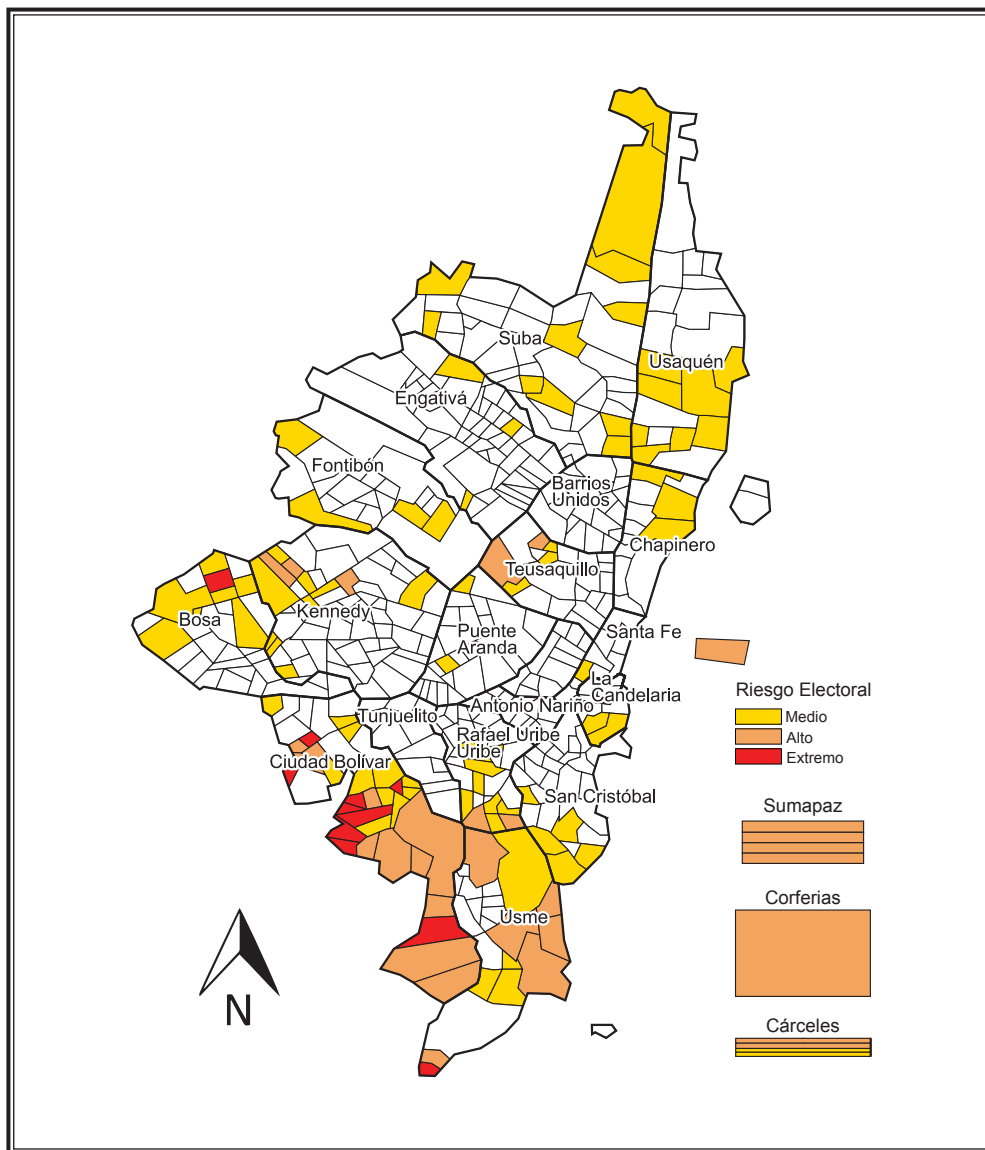 Suba
Usaquén
Engativá
Fontibón
Barrios
Unidos
Chapinero
Teusaquillo
Kennedy
Bosa
Puente
Aranda
Santa Fe
La
Candelaria
Antonio Nariño
Tunjuelito
Rafael Uribe
Uribe
Ciudad Bolívar
San Cristóbal
Usme
Riesgo Electoral
Medio
Alto
Extremo
Sumapaz
Corferias
Cárceles
N